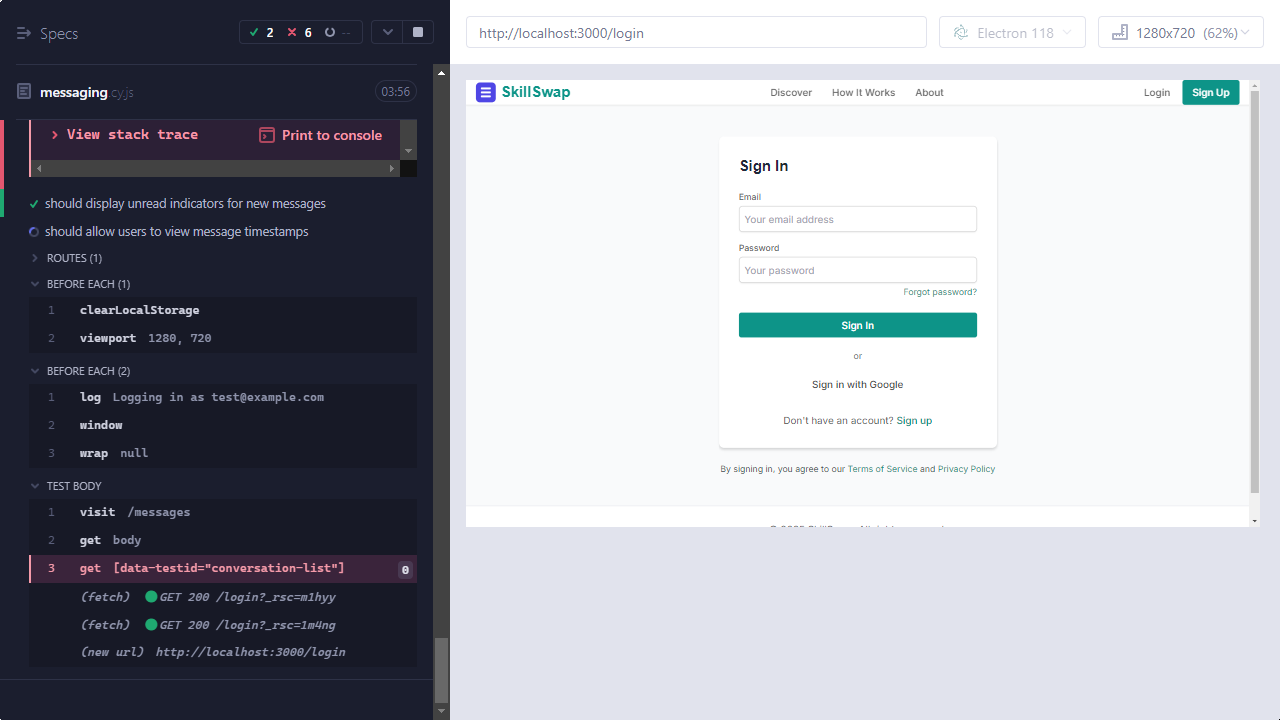 Specs
2
6
--
messaging.cy.js
03:56
View stack trace
Print to console
should display unread indicators for new messages
should allow users to view message timestamps
ROUTES (1)
BEFORE EACH (1)
1 clearLocalStorage
2 viewport 1280, 720
BEFORE EACH (2)
1 log Logging in as test@example.com
2 window
3 wrap null
TEST BODY
1 visit /messages
2 get body
3 get [data-testid="conversation-list"] 0
(fetch) GET 200 /login?_rsc=m1hyy
(fetch) GET 200 /login?_rsc=1m4ng
(new url) http://localhost:3000/login
http://localhost:3000/login
Electron 118
1280x720 (62%)
SkillSwap
Discover
How It Works
About
Login
Sign Up
Sign In
Email
Your email address
Password
Your password
Forgot password?
Sign In
or
Sign in with Google
Don't have an account? Sign up
By signing in, you agree to our Terms of Service and Privacy Policy